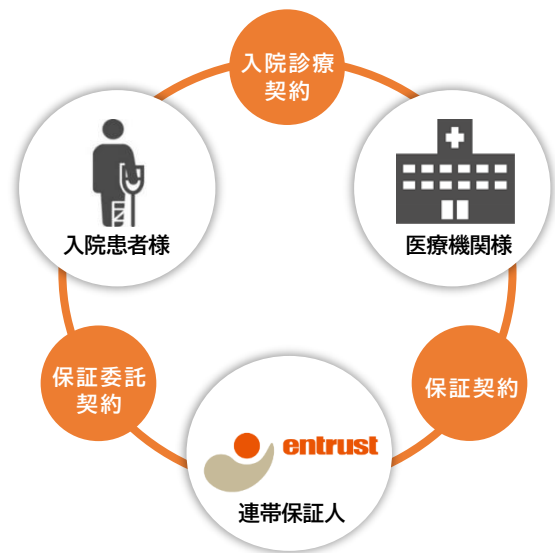 入院診療
契約
入院患者様
医療機関様
保証委託
契約
保証契約
entrust
連帯保証人